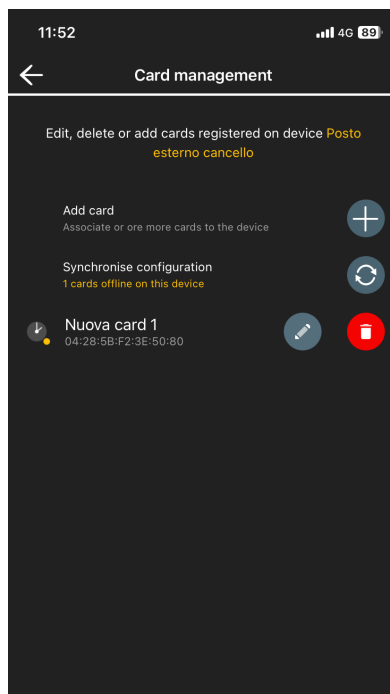 11:52
4G 89
Card management
Edit, delete or add cards registered on device Posto
esterno cancello
Add card
Associate or ore more cards to the device
Synchronise configuration
1 cards offline on this device
Nuova card 1
04:28:5B:F2:3E:50:80